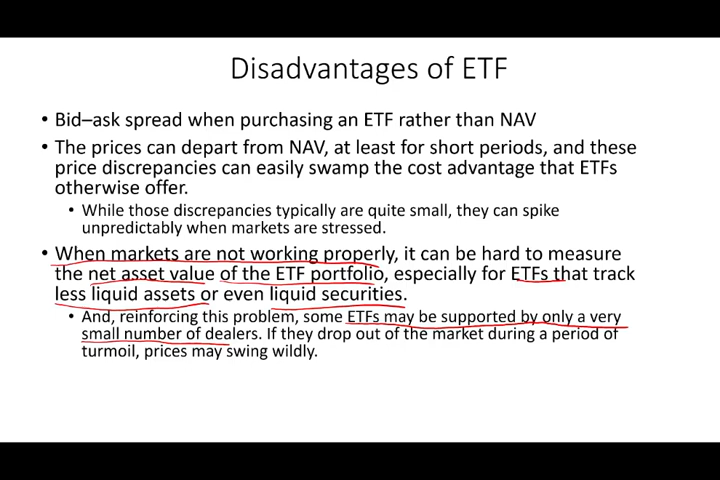 Disadvantages of ETF
• Bid–ask spread when purchasing an ETF rather than NAV
• The prices can depart from NAV, at least for short periods, and these
price discrepancies can easily swamp the cost advantage that ETFs
otherwise offer.
• While those discrepancies typically are quite small, they can spike
unpredictably when markets are stressed.
• When markets are not working properly, it can be hard to measure
the net asset value of the ETF portfolio, especially for ETFs that track
less liquid assets or even liquid securities.
• And, reinforcing this problem, some ETFs may be supported by only a very
small number of dealers. If they drop out of the market during a period of
turmoil, prices may swing wildly.